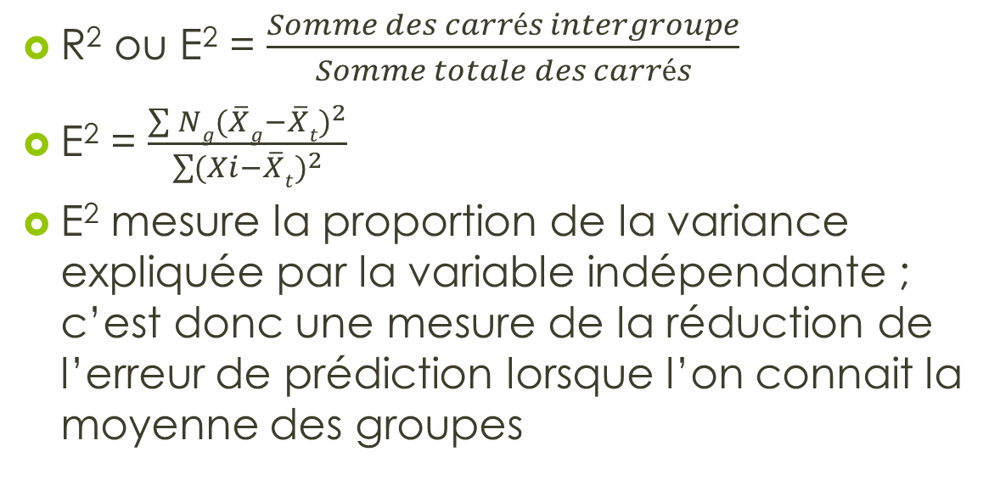 R² ou E² = \frac{Somme des carrés intergroupe}{Somme totale des carrés}
E² = \frac{\sum N_g(\bar{X}_g-\bar{X}_t)^2}{\sum(Xi-\bar{X}_t)^2}
E² mesure la proportion de la variance
expliquée par la variable indépendante ;
c’est donc une mesure de la réduction de
l’erreur de prédiction lorsque l’on connait la
moyenne des groupes